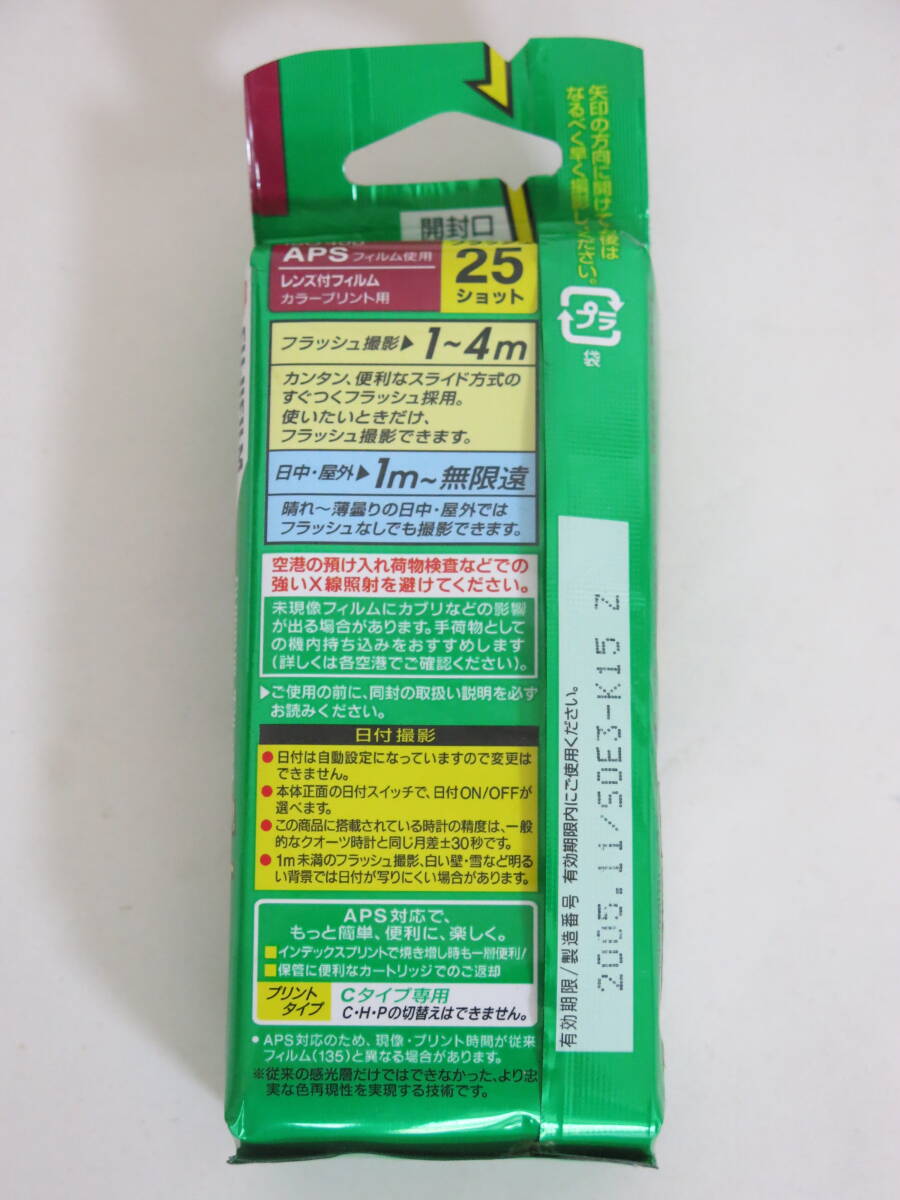 矢印の方向に開けて後は
なるべく早く撮影してください。
開封口
APSフィルム使用
レンズ付フィルム
カラープリント用
フラッシュ
25
ショット
プラ
袋
フラッシュ撮影▶1~4m
カンタン、便利なスライド方式の
すぐつくフラッシュ採用。
使いたいときだけ、
フラッシュ撮影できます。
日中・屋外▶1m~無限遠
晴れ~薄曇りの日中・屋外では
フラッシュなしでも撮影できます。
空港の預け入れ荷物検査などでの
強いX線照射を避けてください。
未現像フィルムにカブリなどの影響
が出る場合があります。手荷物として
の機内持ち込みをおすすめします
(詳しくは各空港でご確認ください)。
▶ご使用の前に、同封の取扱い説明を必ず
お読みください。
日付撮影
●日付は自動設定になっていますので変更は
できません。
●本体正面の日付スイッチで、日付ON/OFFが
選べます。
●この商品に搭載されている時計の精度は、一般
的なクオーツ時計と同じ月差±30秒です。
●1m未満のフラッシュ撮影、白い壁・雪など明る
い背景では日付が写りにくい場合があります。
APS対応で、
もっと簡単、便利に、楽しく。
■インデックスプリントで焼き増し時も一層便利!
■保管に便利なカートリッジでのご返却
プリント
タイプ
Cタイプ専用
C・H・Pの切替えはできません。
●APS対応のため、現像・プリント時間が従来
フィルム(135)と異なる場合があります。
※従来の感光層だけではできなかった、より忠
実な色再現性を実現する技術です。
有効期限/製造番号 有効期限内にご使用ください。
2005.11/50E3-K15 Z